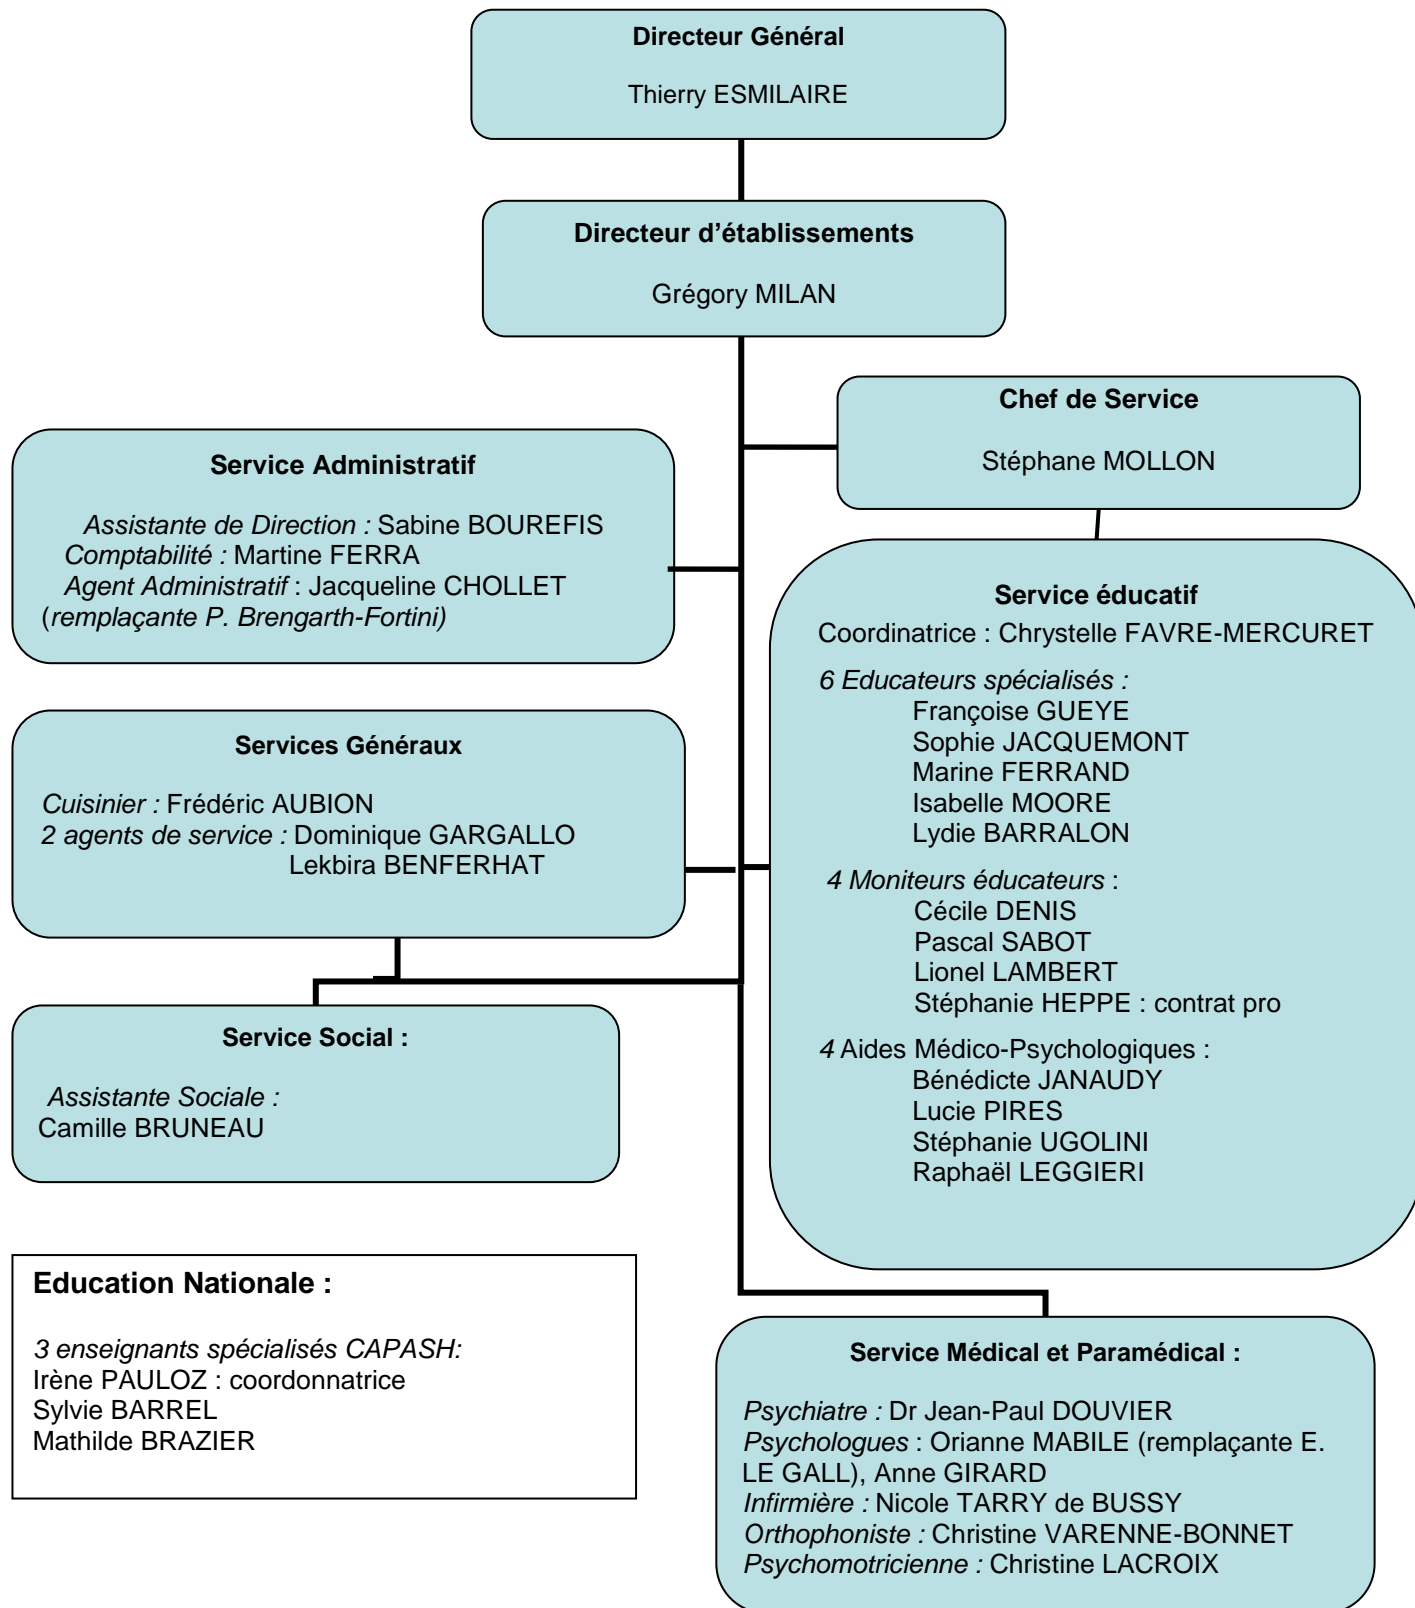 Directeur Général
Thierry ESMILAIRE
Directeur d’établissements
Grégory MILAN
Chef de Service
Stéphane MOLLON
Service Administratif
Assistante de Direction : Sabine BOUREFIS
Comptabilité : Martine FERRA
Agent Administratif : Jacqueline CHOLLET
(remplaçante P. Brengarth-Fortini)
Service éducatif
Coordinatrice : Chrystelle FAVRE-MERCURET
6 Educateurs spécialisés :
Françoise GUEYE
Sophie JACQUEMONT
Marine FERRAND
Isabelle MOORE
Lydie BARRALON
4 Moniteurs éducateurs :
Cécile DENIS
Pascal SABOT
Lionel LAMBERT
Stéphanie HEPPE : contrat pro
4 Aides Médico-Psychologiques :
Bénédicte JANAUDY
Lucie PIRES
Stéphanie UGOLINI
Raphaël LEGGIERI
Services Généraux
Cuisinier : Frédéric AUBION
2 agents de service : Dominique GARGALLO
Lekbira BENFERHAT
Service Social :
Assistante Sociale :
Camille BRUNEAU
Education Nationale :
3 enseignants spécialisés CAPASH:
Irène PAULOZ : coordonnatrice
Sylvie BARREL
Mathilde BRAZIER
Service Médical et Paramédical :
Psychiatre : Dr Jean-Paul DOUVIER
Psychologues : Orianne MABILE (remplaçante E.
LE GALL), Anne GIRARD
Infirmière : Nicole TARRY de BUSSY
Orthophoniste : Christine VARENNE-BONNET
Psychomotricienne : Christine LACROIX